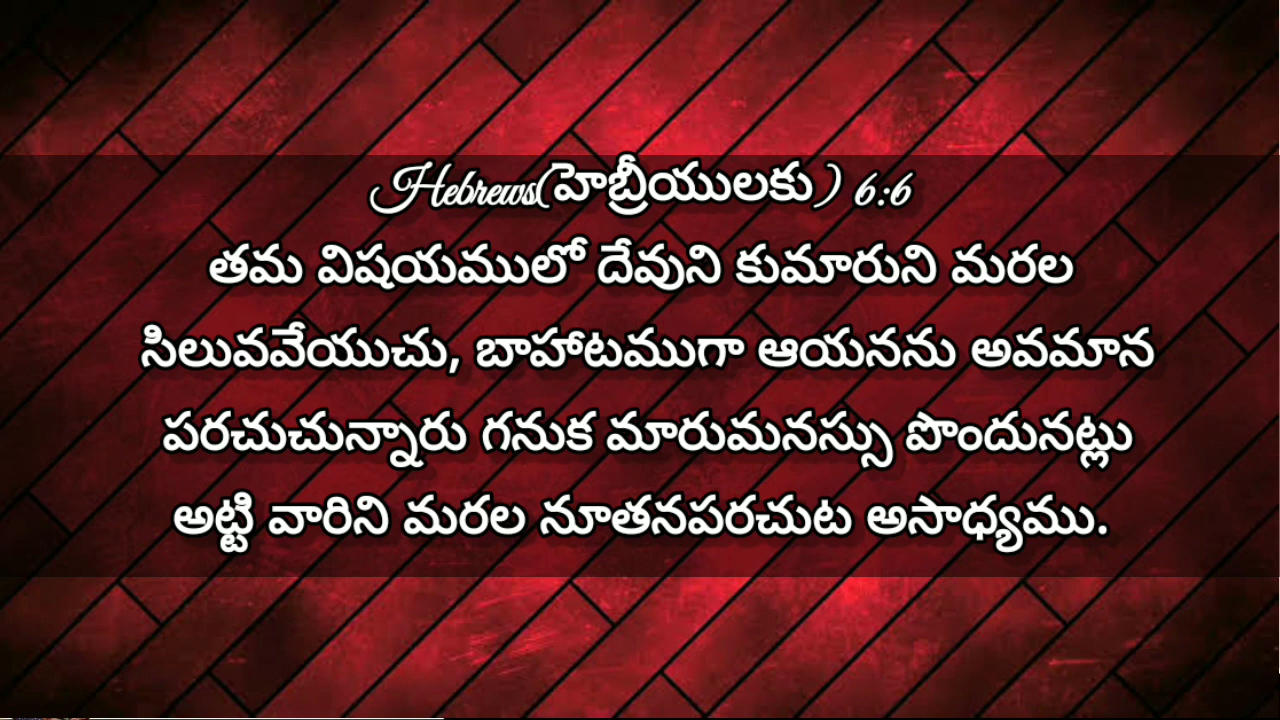 Hebrews(హెబ్రీయులకు) 6:6
తమ విషయములో దేవుని కుమారుని మరల
సిలువవేయుచు, బాహాటముగా ఆయనను అవమాన
పరచుచున్నారు గనుక మారుమనస్సు పొందునట్లు
అట్టి వారిని మరల నూతనపరచుట అసాధ్యము.